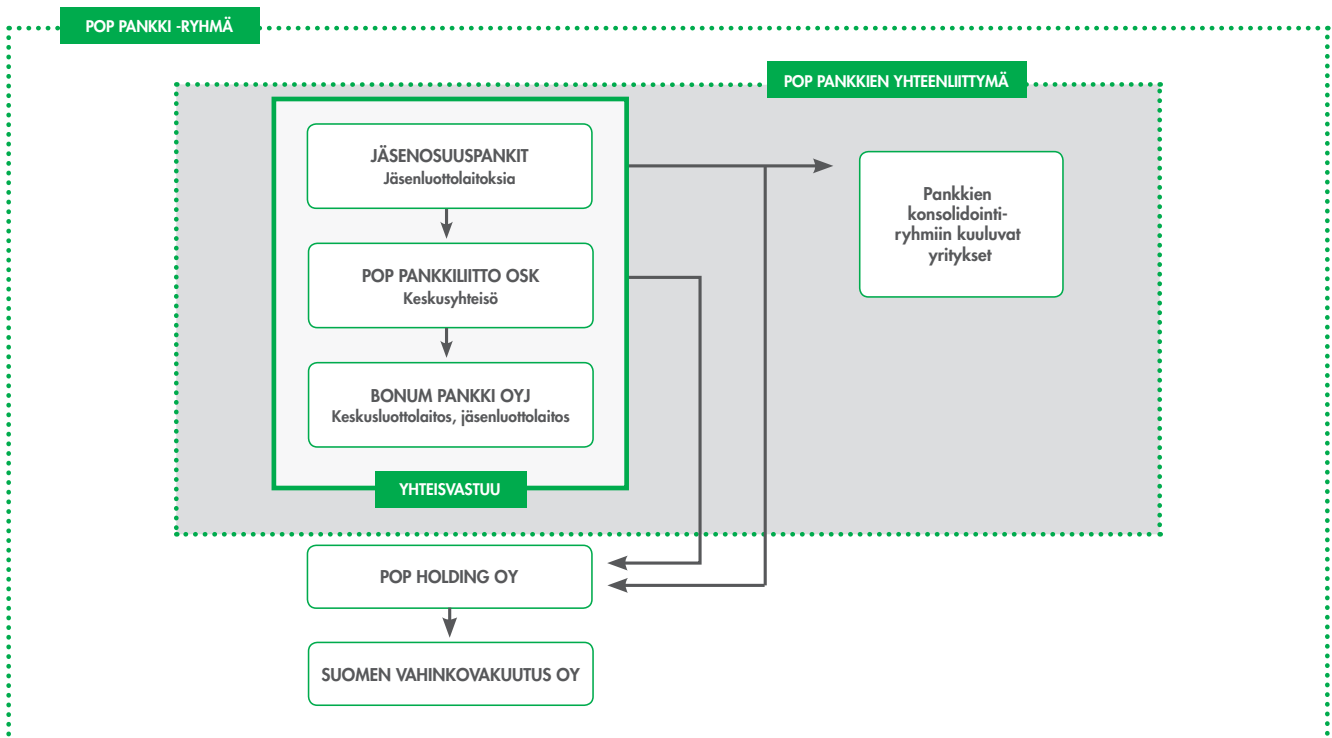 POP PANKKI -RYHMÄ
POP PANKKIEN YHTEENLIITTYMÄ
JÄSENOSUUSPANKIT
Jäsenluottolaitoksia
Pankkien
konsolidointi-
ryhmiin kuuluvat
yritykset
POP PANKKILIITTO OSK
Keskusyhteisö
BONUM PANKKI OYJ
Keskusluottolaitos, jäsenluottolaitos
YHTEISVASTUU
POP HOLDING OY
SUOMEN VAHINKOVAKUUTUS OY